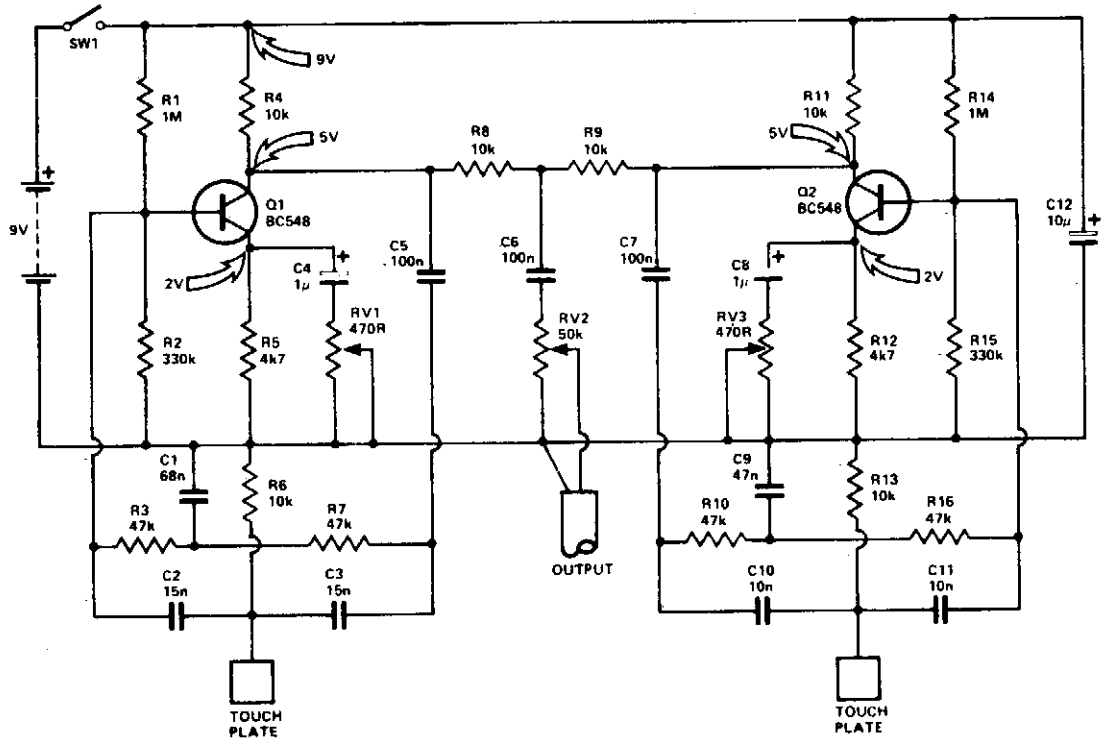 SW1
9V
R1
1M
R4
10k
5V
R8
10k
R9
10k
R11
10k
R14
1M
5V
+
9V
Q1
BC548
Q2
BC548
C12
10μ
+
2V
+
C4
1μ
C5
100n
C6
100n
C7
100n
+
C8
1μ
2V
R2
330k
R5
4k7
RV1
470R
RV2
50k
RV3
470R
R12
4k7
R15
330k
C1
68n
R6
10k
C9
47n
R13
10k
R3
47k
R7
47k
R10
47k
R16
47k
OUTPUT
C2
15n
C3
15n
C10
10n
C11
10n
TOUCH
PLATE
TOUCH
PLATE